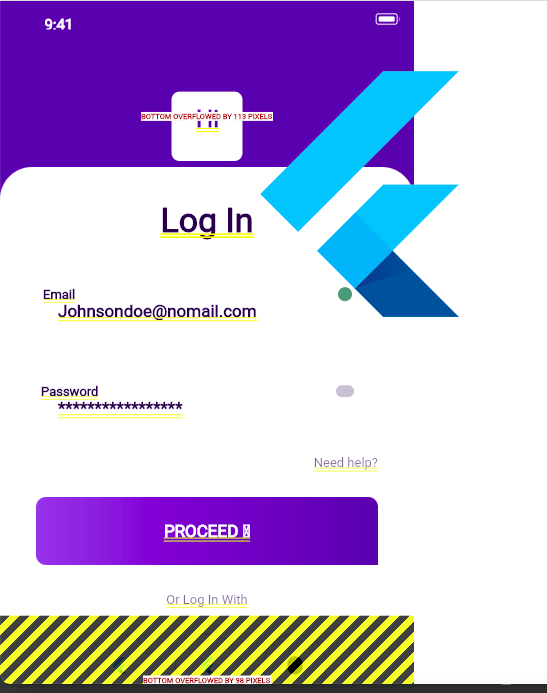 9:41
BOTTOM OVERFLOWED BY 113 PIXELS
Log In
Email
Johnsondoe@nomail.com
Password
*****************
Need help?
PROCEED
Or Log In With
BOTTOM OVERFLOWED BY 98 PIXELS